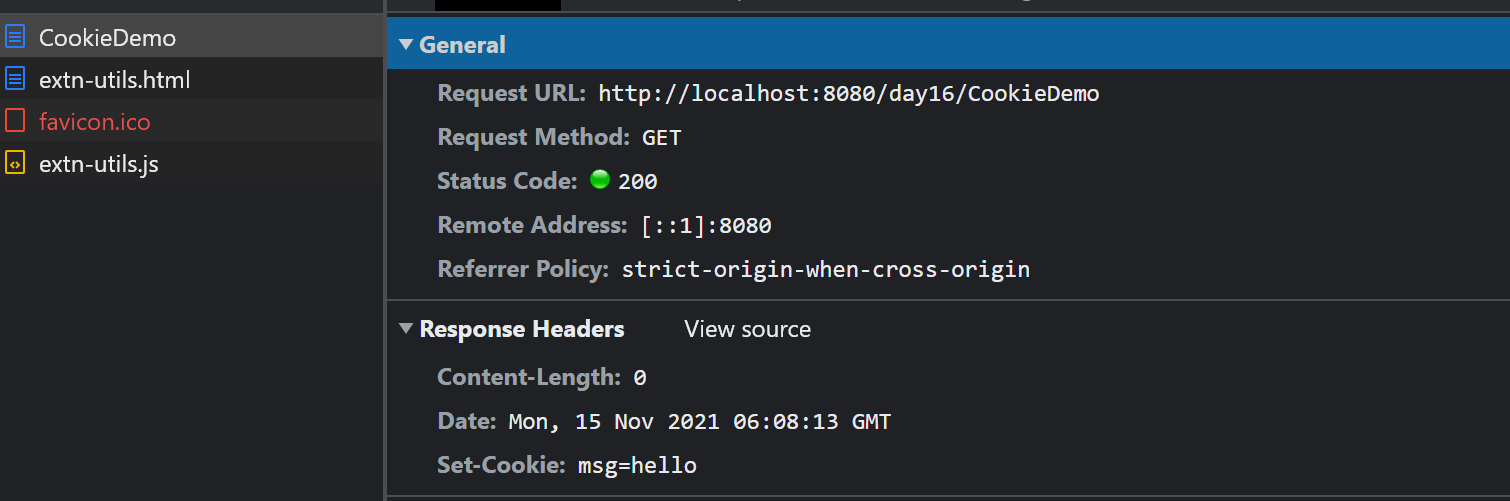 CookieDemo
extn-utils.html
favicon.ico
extn-utils.js
General
Request URL: http://localhost:8080/day16/CookieDemo
Request Method: GET
Status Code: 200
Remote Address: [::1]:8080
Referrer Policy: strict-origin-when-cross-origin
Response Headers View source
Content-Length: 0
Date: Mon, 15 Nov 2021 06:08:13 GMT
Set-Cookie: msg=hello